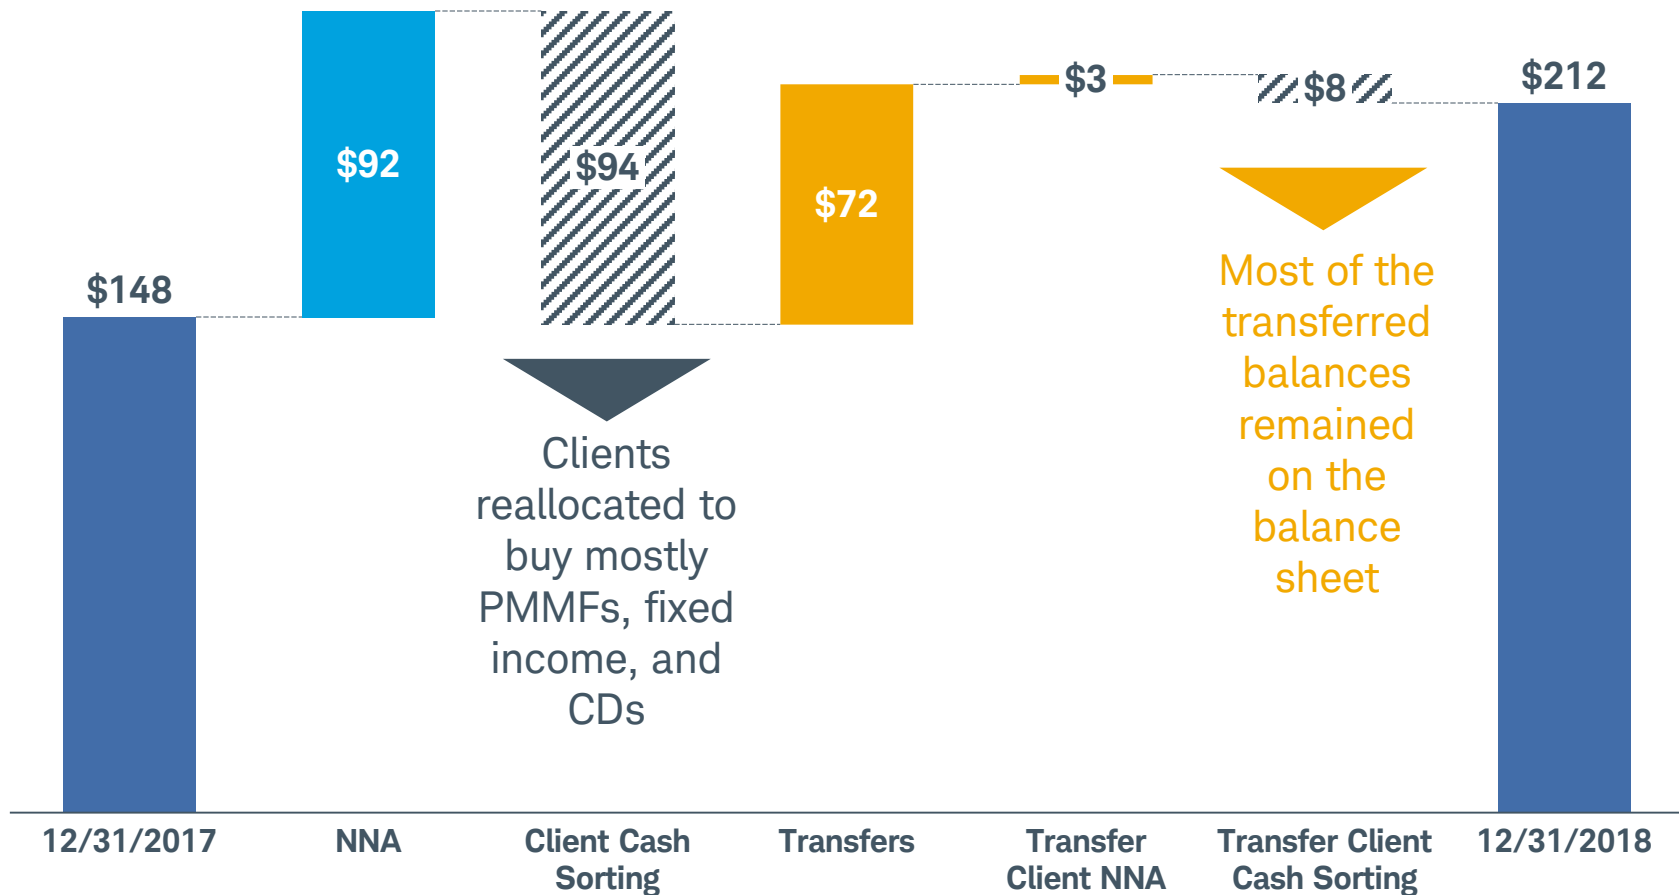 $148
$92
$94
$72
$3
$8
$212
Clients
reallocated to
buy mostly
PMMFs, fixed
income, and
CDs
Most of the
transferred
balances
remained
on the
balance
sheet
12/31/2017
NNA
Client Cash
Sorting
Transfers
Transfer
Client NNA
Transfer Client
Cash Sorting
12/31/2018